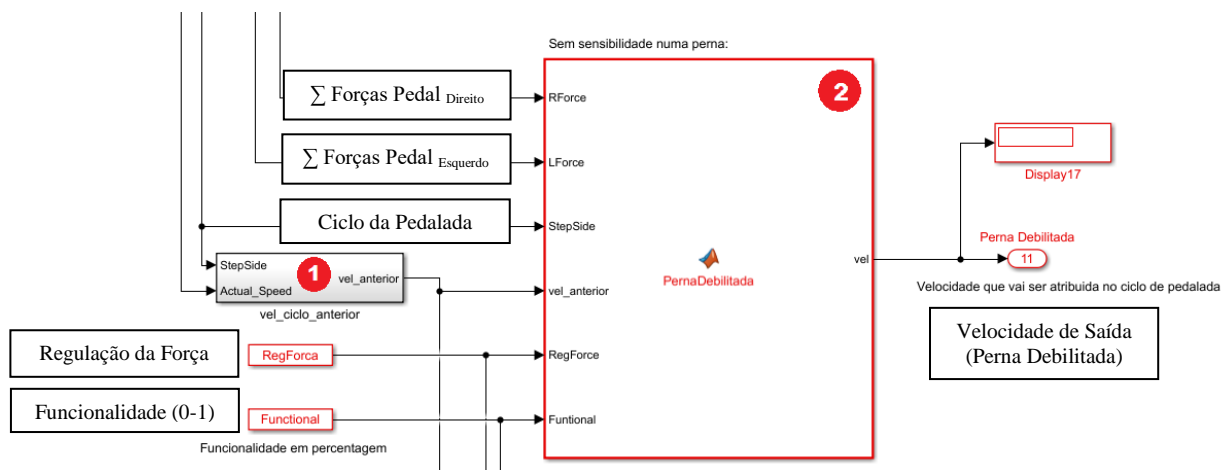 Sem sensibilidade numa perna:
∑ Forças Pedal Direito
RForce
2
∑ Forças Pedal Esquerdo
LForce
Display17
Ciclo da Pedalada
StepSide
Perna Debilitada
11
StepSide
1
vel_anterior
Actual_Speed
vel_ciclo_anterior
PernaDebilitada
vel
vel_anterior
Velocidade que vai ser atribuida no ciclo de pedalada
Velocidade de Saída
(Perna Debilitada)
Regulação da Força
RegForca
RegForce
Funcionalidade (0-1)
Functional
Funtional
Funcionalidade em percentagem